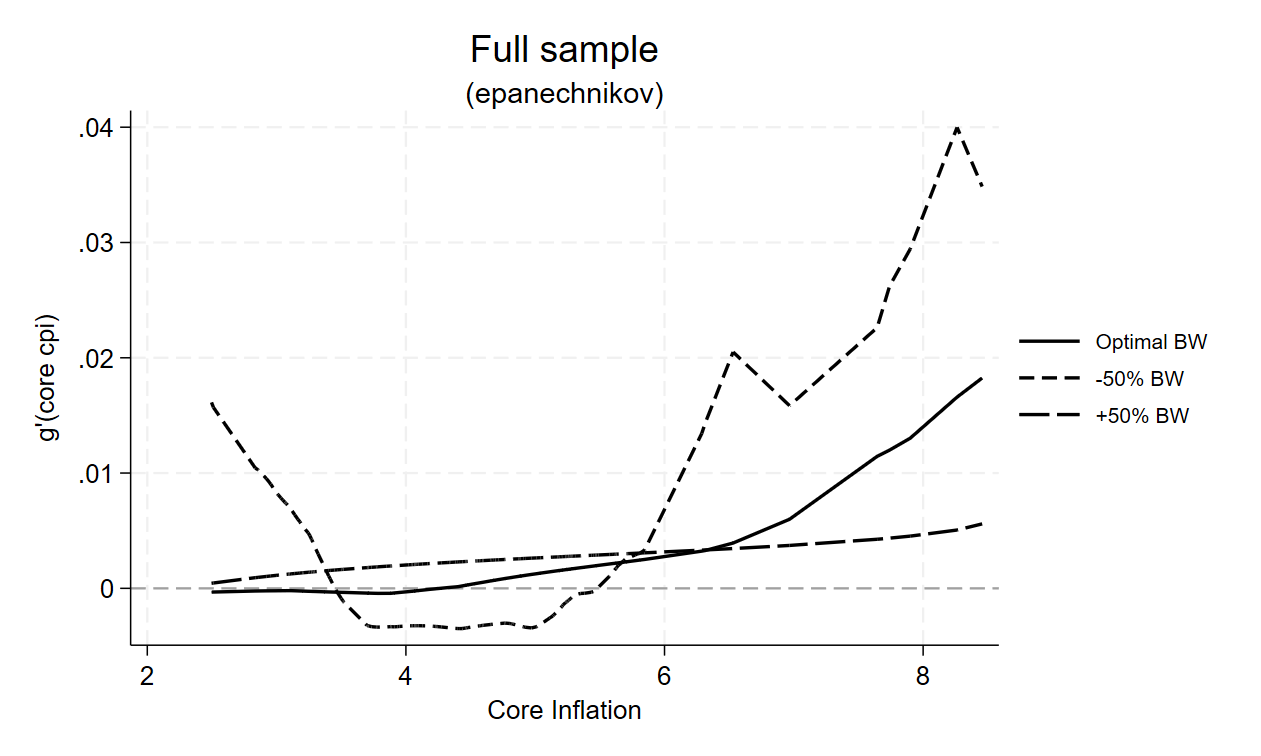 Full sample
(epanechnikov)
.04
.03
.02
.01
0
g'(core cpi)
2 4 6 8
Core Inflation
Optimal BW
-50% BW
+50% BW